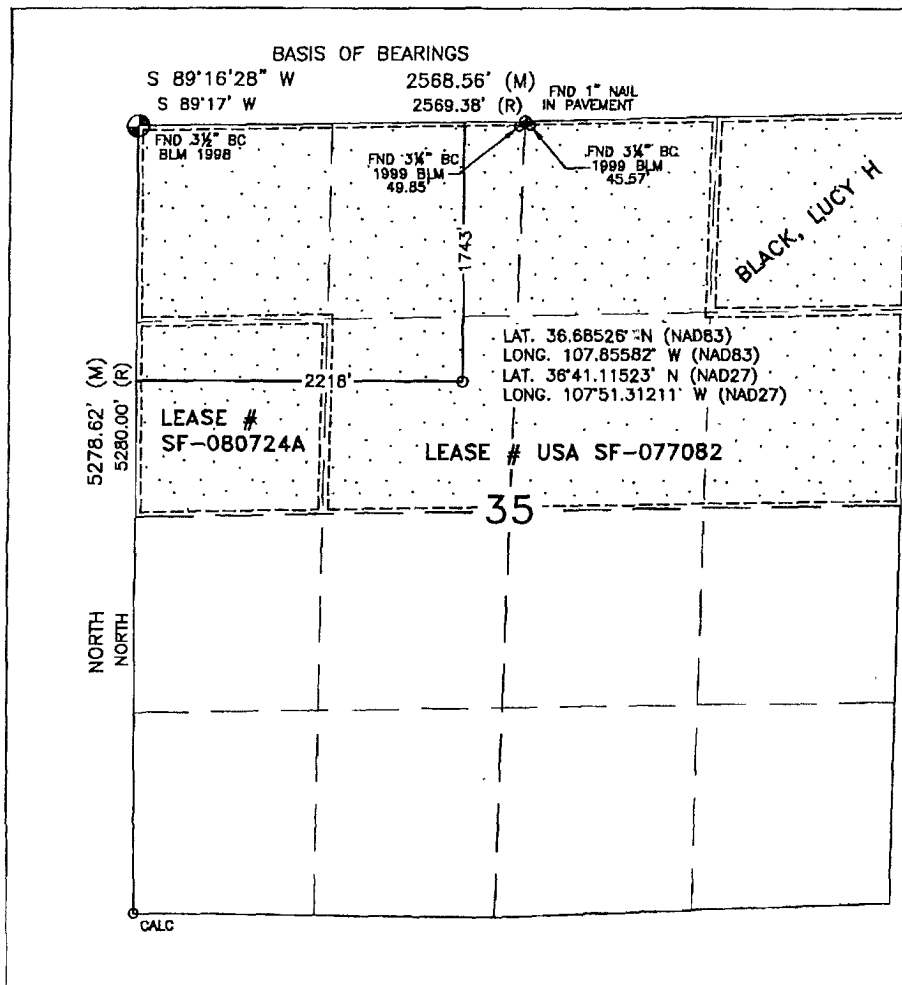 BASIS OF BEARINGS
S 89°16'28" W 2568.56' (M)
S 89°17' W 2569.38' (R)
FND 1" NAIL
IN PAVEMENT
FND 3½" BC
BLM 1998
FND 3¼" BC
1999 BLM
49.85'
FND 3¼" BC
1999 BLM
45.57'
BLACK, LUCY H
1743'
LAT. 36.68526° N (NAD83)
LONG. 107.85582° W (NAD83)
LAT. 36°41.11523' N (NAD27)
LONG. 107°51.31211' W (NAD27)
2218'
5278.62' (M)
5280.00' (R)
LEASE #
SF-080724A
LEASE # USA SF-077082
35
NORTH
NORTH
CALC